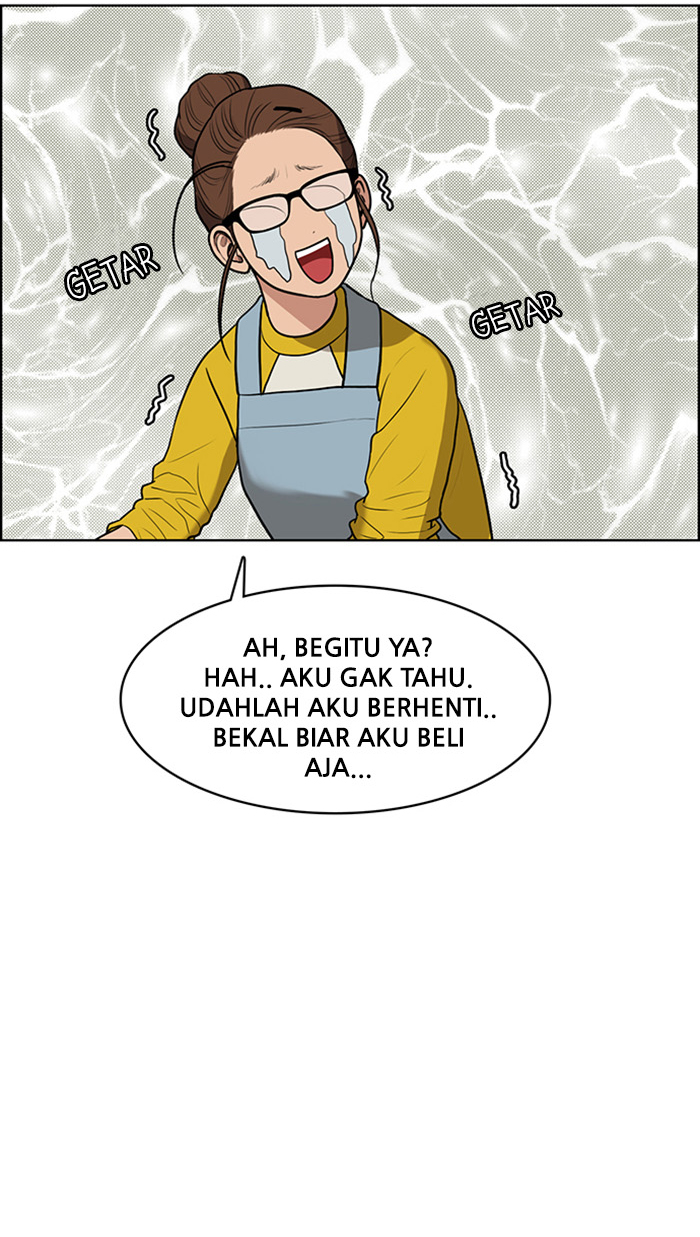 GETAR
GETAR
AH, BEGITU YA?
HAH.. AKU GAK TAHU.
UDAHLAH AKU BERHENTI..
BEKAL BIAR AKU BELI
AJA...